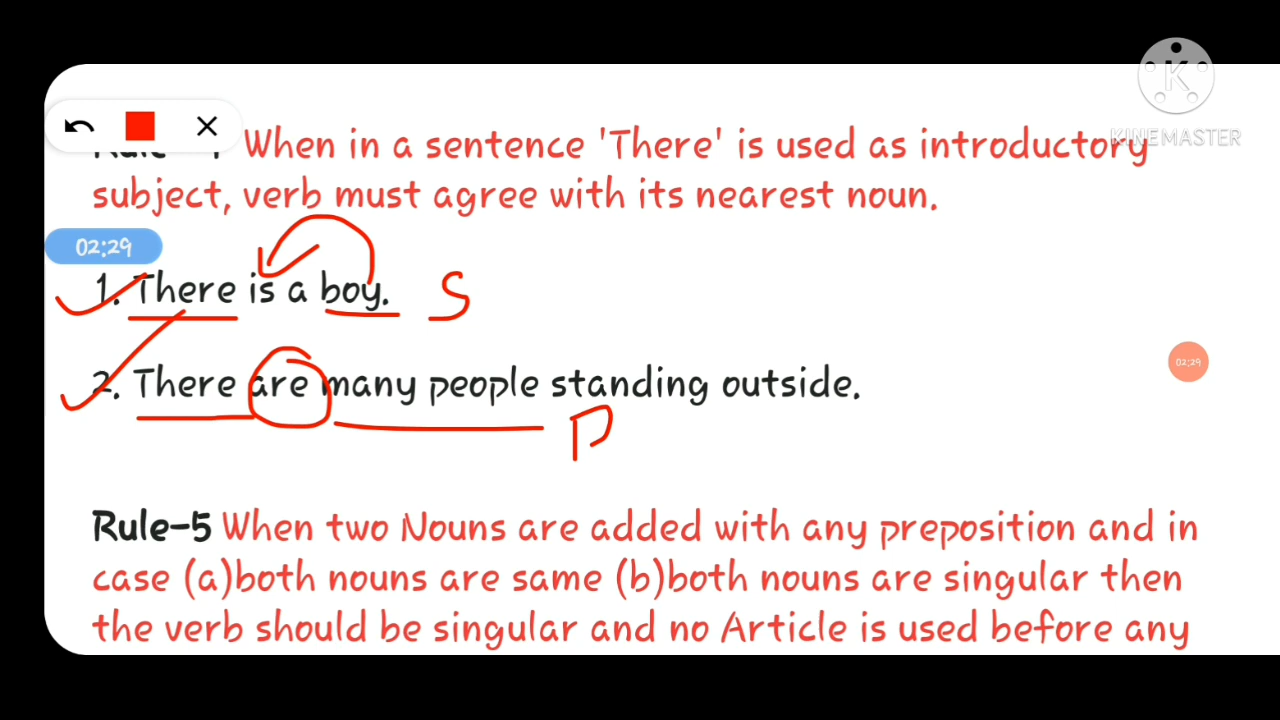 When in a sentence 'There' is used as introductory
subject, verb must agree with its nearest noun.
02:29
1. There is a boy. S
2. There are many people standing outside.
P
Rule-5 When two Nouns are added with any preposition and in
case (a)both nouns are same (b)both nouns are singular then
the verb should be singular and no Article is used before any
K
KINEMASTER
02:29